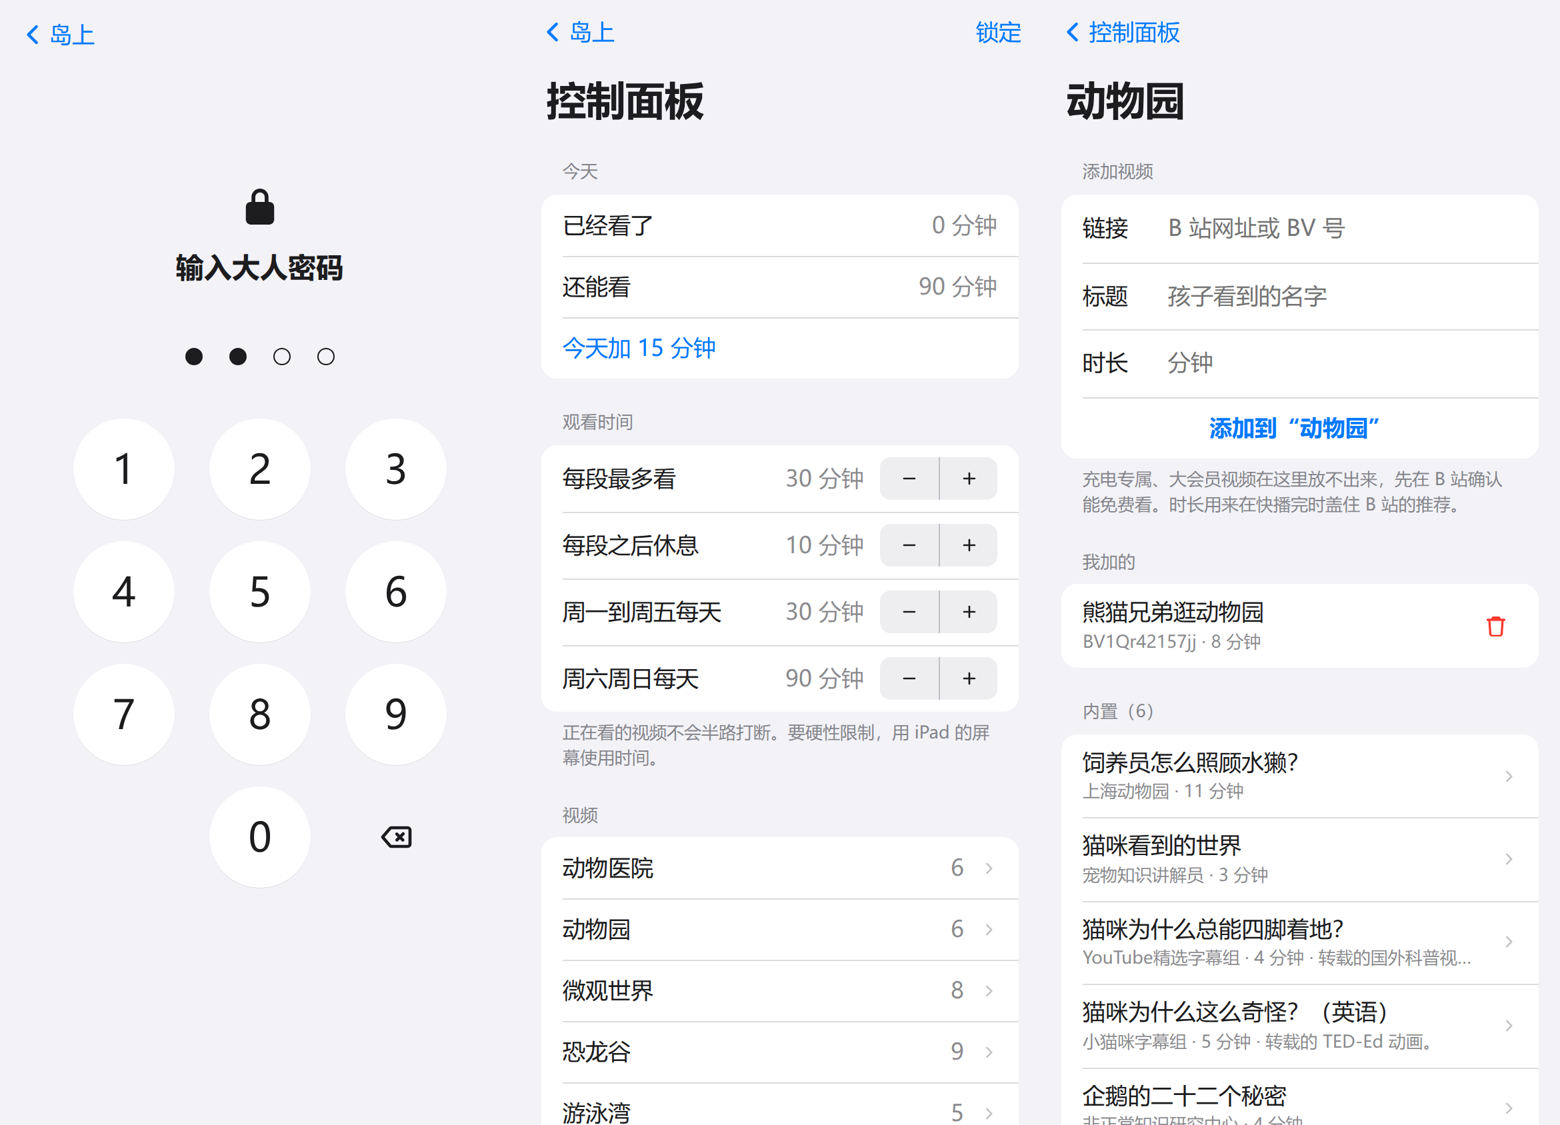 岛上
输入大人密码
1 2 3
4 5 6
7 8 9
0
岛上 锁定
控制面板
今天
已经看了 0 分钟
还能看 90 分钟
今天加 15 分钟
观看时间
每段最多看 30 分钟 − +
每段之后休息 10 分钟 − +
周一到周五每天 30 分钟 − +
周六周日每天 90 分钟 − +
正在看的视频不会半路打断。要硬性限制，用 iPad 的屏
幕使用时间。
视频
动物医院 6
动物园 6
微观世界 8
恐龙谷 9
游泳湾 5
控制面板
动物园
添加视频
链接 B 站网址或 BV 号
标题 孩子看到的名字
时长 分钟
添加到“动物园”
充电专属、大会员视频在这里放不出来，先在 B 站确认
能免费看。时长用来在快播完时盖住 B 站的推荐。
我加的
熊猫兄弟逛动物园
BV1Qr42157jj · 8 分钟
内置（6）
饲养员怎么照顾水獭？
上海动物园 · 11 分钟
猫咪看到的世界
宠物知识讲解员 · 3 分钟
猫咪为什么总能四脚着地？
YouTube精选字幕组 · 4 分钟 · 转载的国外科普视...
猫咪为什么这么奇怪？（英语）
小猫咪字幕组 · 5 分钟 · 转载的 TED-Ed 动画。
企鹅的二十二个秘密
非正常知识研究中心 · 4 分钟